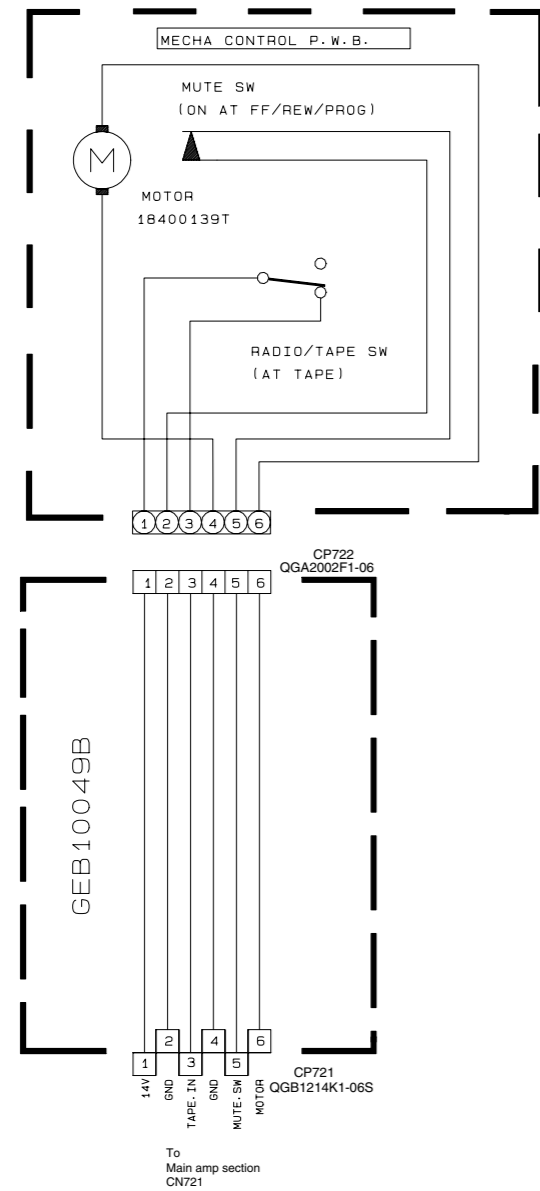 MECHA CONTROL P.W.B.
MUTE SW
(ON AT FF/REW/PROG)
M
MOTOR
18400139T
RADIO/TAPE SW
(AT TAPE)
1 2 3 4 5 6
CP722
QGA2002F1-06
1 2 3 4 5 6
GEB10049B
1 2 3 4 5 6
CP721
QGB1214K1-06S
14V
GND
TAPE.IN
GND
MUTE.SW
MOTOR
To
Main amp section
CN721